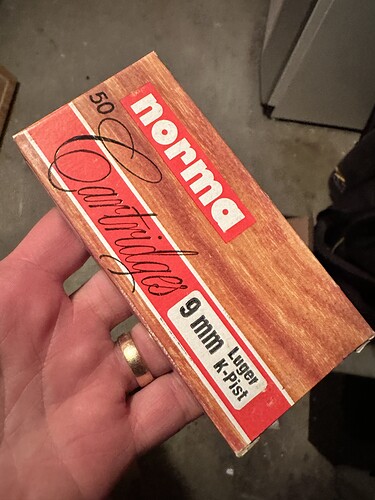 50
norma
Cartridges
9 mm
Luger
K-Pist